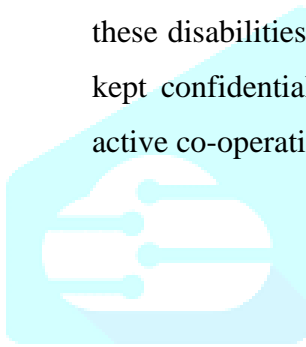 these disabilities
kept confidential
active co-operati